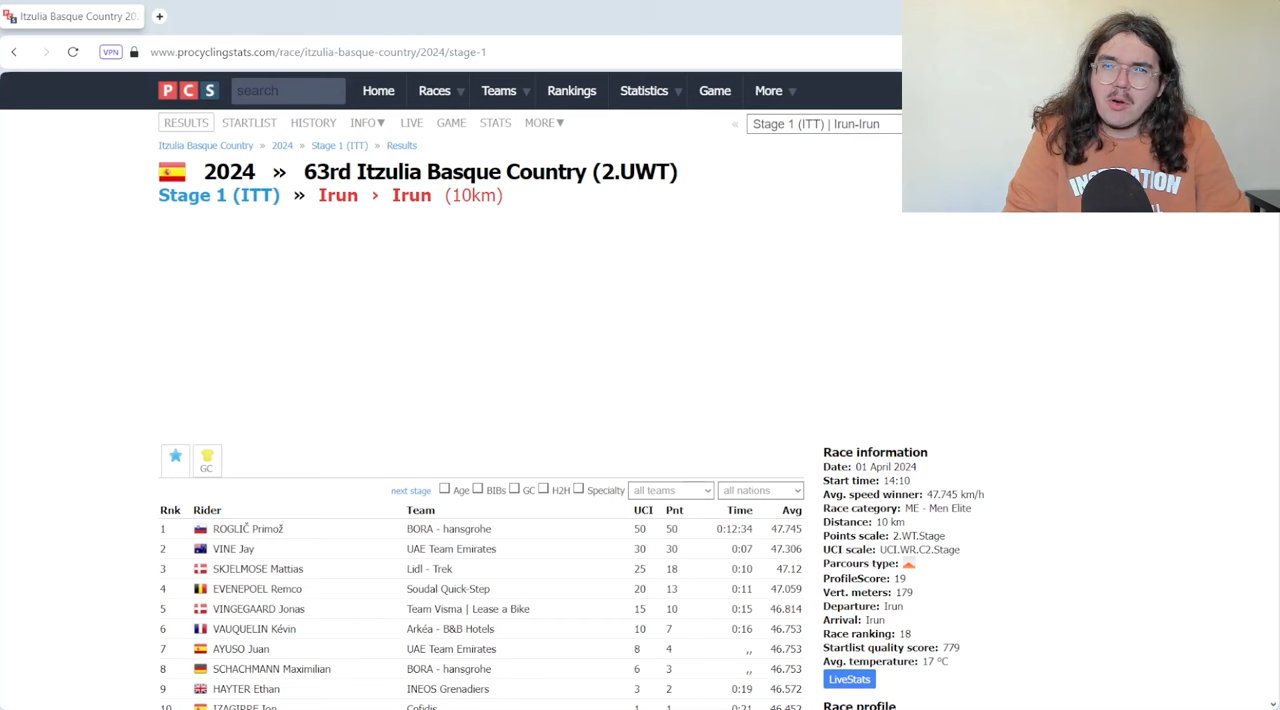 Itzulia Basque Country 20
VPN
www.procyclingstats.com/race/itzulia-basque-country/2024/stage-1
P C S search Home Races ▼ Teams ▼ Rankings Statistics ▼ Game More ▼
RESULTS STARTLIST HISTORY INFO▼ LIVE GAME STATS MORE▼ « Stage 1 (ITT) | Irun-Irun
Itzulia Basque Country » 2024 » Stage 1 (ITT) » Results
2024 » 63rd Itzulia Basque Country (2.UWT)
Stage 1 (ITT) » Irun › Irun (10km)
GC
next stage Age BIBs GC H2H Specialty all teams all nations
Rnk Rider Team UCI Pnt Time Avg
1 ROGLIČ Primož BORA - hansgrohe 50 50 0:12:34 47.745
2 VINE Jay UAE Team Emirates 30 30 0:07 47.306
3 SKJELMOSE Mattias Lidl - Trek 25 18 0:10 47.12
4 EVENEPOEL Remco Soudal Quick-Step 20 13 0:11 47.059
5 VINGEGAARD Jonas Team Visma | Lease a Bike 15 10 0:15 46.814
6 VAUQUELIN Kévin Arkéa - B&B Hotels 10 7 0:16 46.753
7 AYUSO Juan UAE Team Emirates 8 4 ,, 46.753
8 SCHACHMANN Maximilian BORA - hansgrohe 6 3 ,, 46.753
9 HAYTER Ethan INEOS Grenadiers 3 2 0:19 46.572
10 IZAGIRRE Ion Cofidis 1 1 0:21 46.452
Race information
Date: 01 April 2024
Start time: 14:10
Avg. speed winner: 47.745 km/h
Race category: ME - Men Elite
Distance: 10 km
Points scale: 2.WT.Stage
UCI scale: UCI.WR.C2.Stage
Parcours type:
ProfileScore: 19
Vert. meters: 179
Departure: Irun
Arrival: Irun
Race ranking: 18
Startlist quality score: 779
Avg. temperature: 17 °C
LiveStats
Race profile